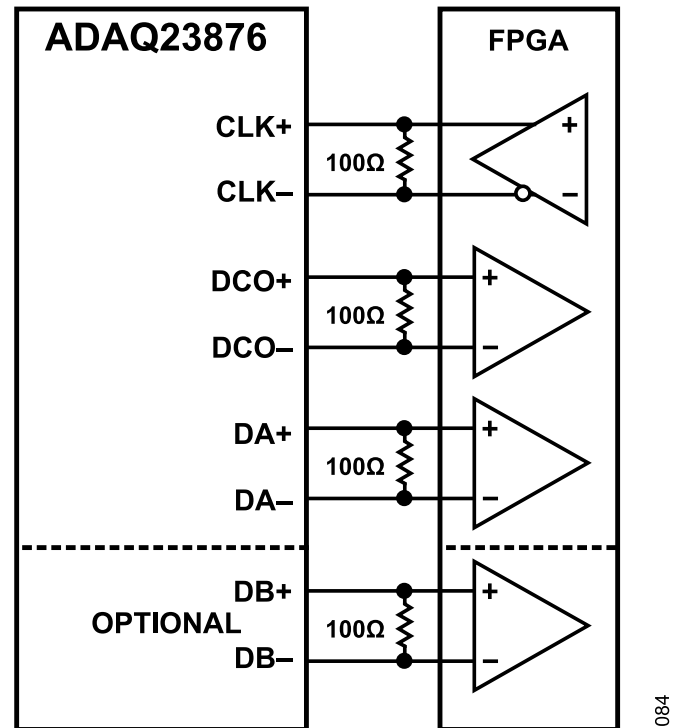 ADAQ23876
FPGA
CLK+
100Ω
CLK–
+
–
DCO+
100Ω
DCO–
+
–
DA+
100Ω
DA–
+
–
DB+
OPTIONAL
100Ω
DB–
+
–
084